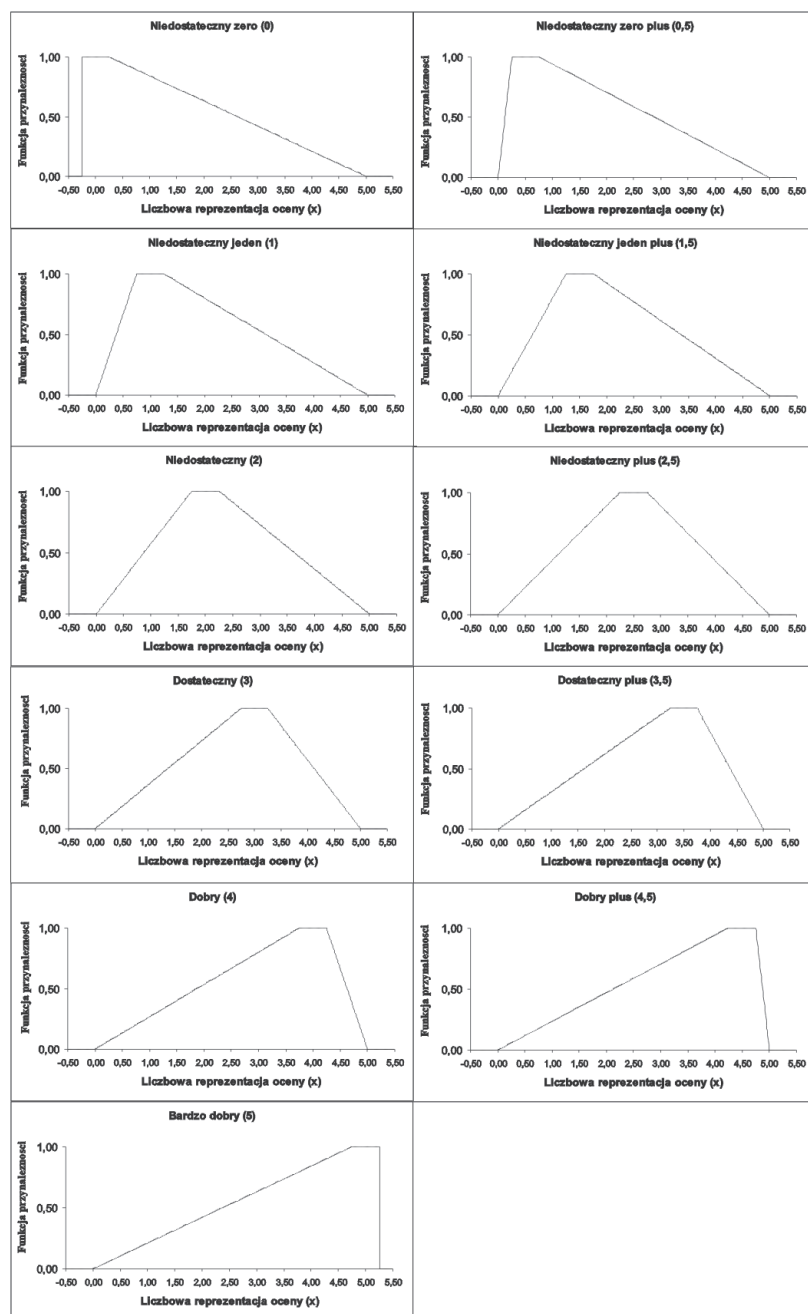 Niedostateczny zero (0)
Funkcja przynaleznosci
1,00
0,50
0,00
-0,50 0,00 0,50 1,00 1,50 2,00 2,50 3,00 3,50 4,00 4,50 5,00 5,50
Liczbowa reprezentacja oceny (x)
Niedostateczny zero plus (0,5)
Funkcja przynaleznosci
1,00
0,50
0,00
-0,50 0,00 0,50 1,00 1,50 2,00 2,50 3,00 3,50 4,00 4,50 5,00 5,50
Liczbowa reprezentacja oceny (x)
Niedostateczny jeden (1)
Funkcja przynaleznosci
1,00
0,50
0,00
-0,50 0,00 0,50 1,00 1,50 2,00 2,50 3,00 3,50 4,00 4,50 5,00 5,50
Liczbowa reprezentacja oceny (x)
Niedostateczny jeden plus (1,5)
Funkcja przynaleznosci
1,00
0,50
0,00
-0,50 0,00 0,50 1,00 1,50 2,00 2,50 3,00 3,50 4,00 4,50 5,00 5,50
Liczbowa reprezentacja oceny (x)
Niedostateczny (2)
Funkcja przynaleznosci
1,00
0,50
0,00
-0,50 0,00 0,50 1,00 1,50 2,00 2,50 3,00 3,50 4,00 4,50 5,00 5,50
Liczbowa reprezentacja oceny (x)
Niedostateczny plus (2,5)
Funkcja przynaleznosci
1,00
0,50
0,00
-0,50 0,00 0,50 1,00 1,50 2,00 2,50 3,00 3,50 4,00 4,50 5,00 5,50
Liczbowa reprezentacja oceny (x)
Dostateczny (3)
Funkcja przynaleznosci
1,00
0,50
0,00
-0,50 0,00 0,50 1,00 1,50 2,00 2,50 3,00 3,50 4,00 4,50 5,00 5,50
Liczbowa reprezentacja oceny (x)
Dostateczny plus (3,5)
Funkcja przynaleznosci
1,00
0,50
0,00
-0,50 0,00 0,50 1,00 1,50 2,00 2,50 3,00 3,50 4,00 4,50 5,00 5,50
Liczbowa reprezentacja oceny (x)
Dobry (4)
Funkcja przynaleznosci
1,00
0,50
0,00
-0,50 0,00 0,50 1,00 1,50 2,00 2,50 3,00 3,50 4,00 4,50 5,00 5,50
Liczbowa reprezentacja oceny (x)
Dobry plus (4,5)
Funkcja przynaleznosci
1,00
0,50
0,00
-0,50 0,00 0,50 1,00 1,50 2,00 2,50 3,00 3,50 4,00 4,50 5,00 5,50
Liczbowa reprezentacja oceny (x)
Bardzo dobry (5)
Funkcja przynaleznosci
1,00
0,50
0,00
-0,50 0,00 0,50 1,00 1,50 2,00 2,50 3,00 3,50 4,00 4,50 5,00 5,50
Liczbowa reprezentacja oceny (x)